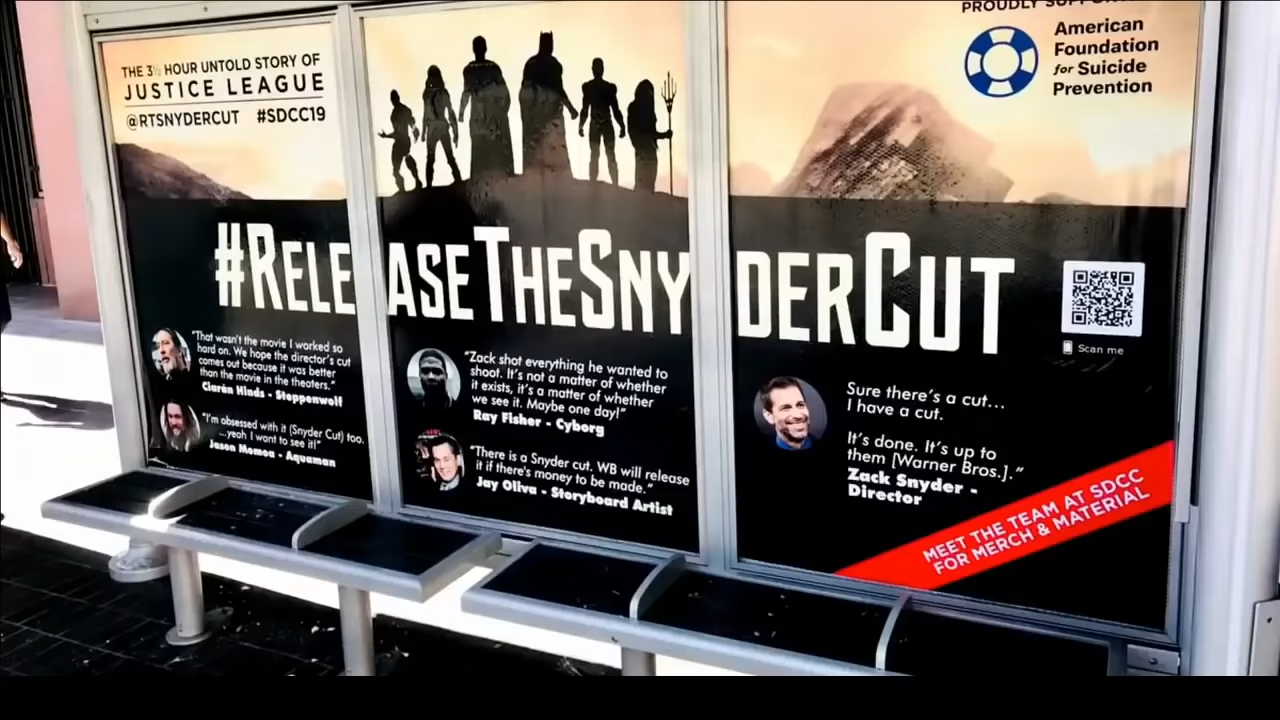 THE 3½ HOUR UNTOLD STORY OF
JUSTICE LEAGUE
@RTSNYDERCUT #SDCC19
PROUDLY
American
Foundation
for Suicide
Prevention
#RELEASETHESNYDERCUT
Scan me
"That wasn't the movie I worked so
hard on. We hope the director's cut
comes out because it was better
than the movie in the theaters."
Ciarán Hinds - Steppenwolf
"I'm obsessed with it (Snyder Cut) too.
...yeah I want to see it!"
Jason Momoa - Aquaman
"Zack shot everything he wanted to
shoot. It's not a matter of whether
it exists, it's a matter of whether
we see it. Maybe one day!"
Ray Fisher - Cyborg
"There is a Snyder cut. WB will release
it if there's money to be made."
Jay Oliva - Storyboard Artist
Sure there's a cut...
I have a cut.
It's done. It's up to
them [Warner Bros.]."
Zack Snyder -
Director
MEET THE TEAM AT SDCC
FOR MERCH & MATERIAL